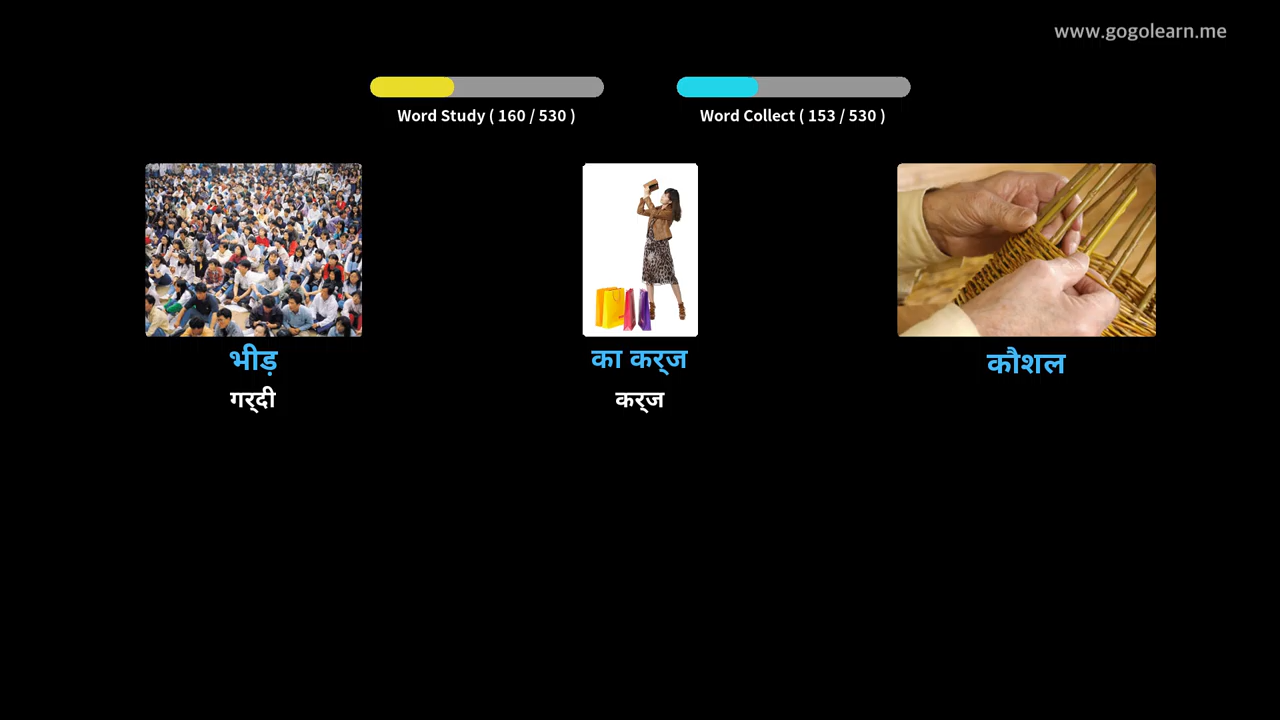 www.gogolearn.me
Word Study ( 160 / 530 )
Word Collect ( 153 / 530 )
भीड़
का कर्ज
कौशल
गर्दी
कर्ज